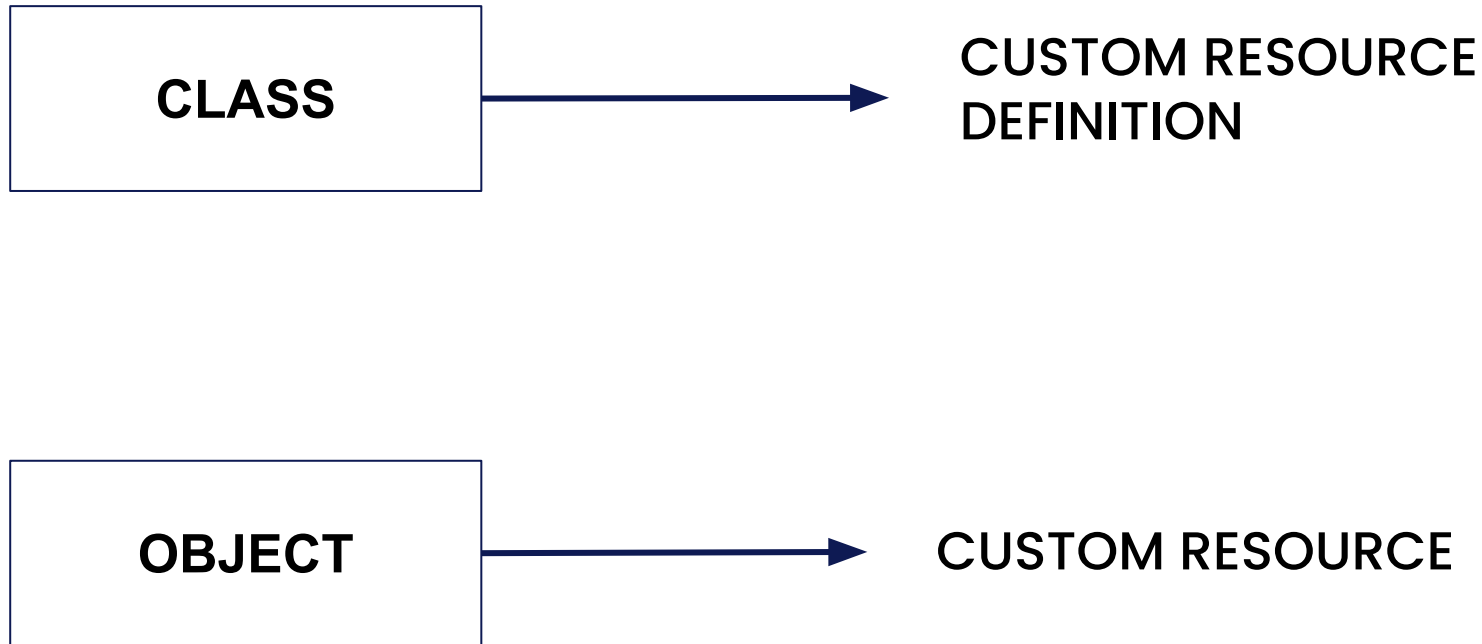 CLASS
CUSTOM RESOURCE
DEFINITION
OBJECT
CUSTOM RESOURCE